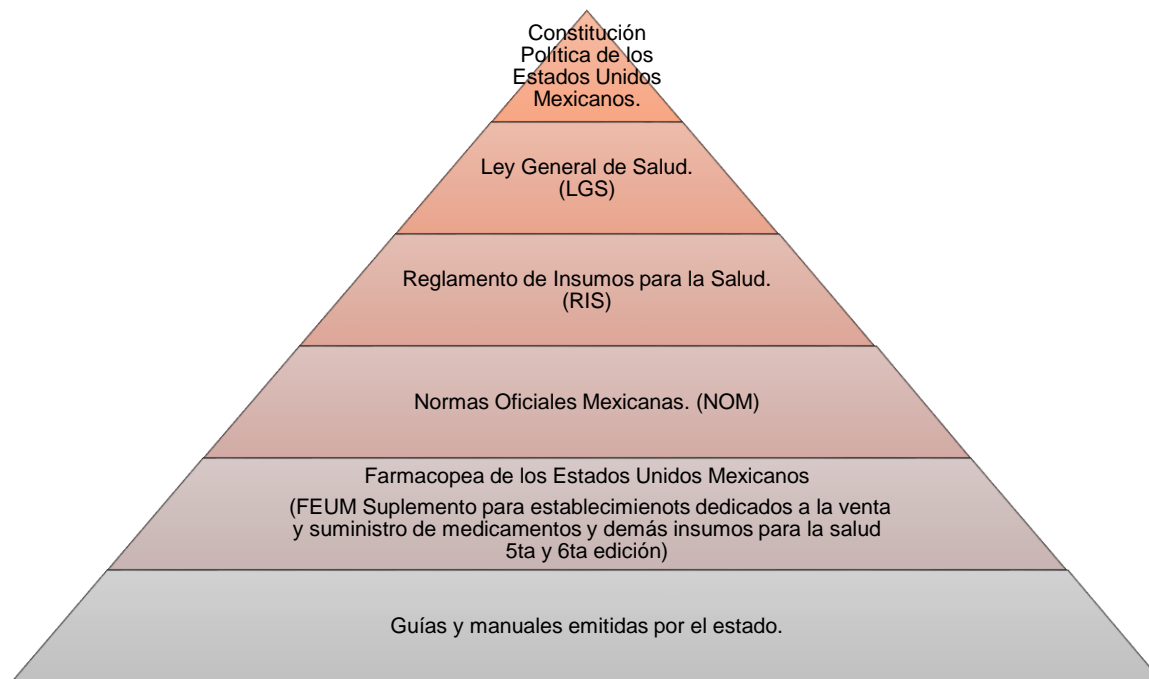 Constitución
Política de los
Estados Unidos
Mexicanos.
Ley General de Salud.
(LGS)
Reglamento de Insumos para la Salud.
(RIS)
Normas Oficiales Mexicanas. (NOM)
Farmacopea de los Estados Unidos Mexicanos
(FEUM Suplemento para establecimienots dedicados a la venta
y suministro de medicamentos y demás insumos para la salud
5ta y 6ta edición)
Guías y manuales emitidas por el estado.